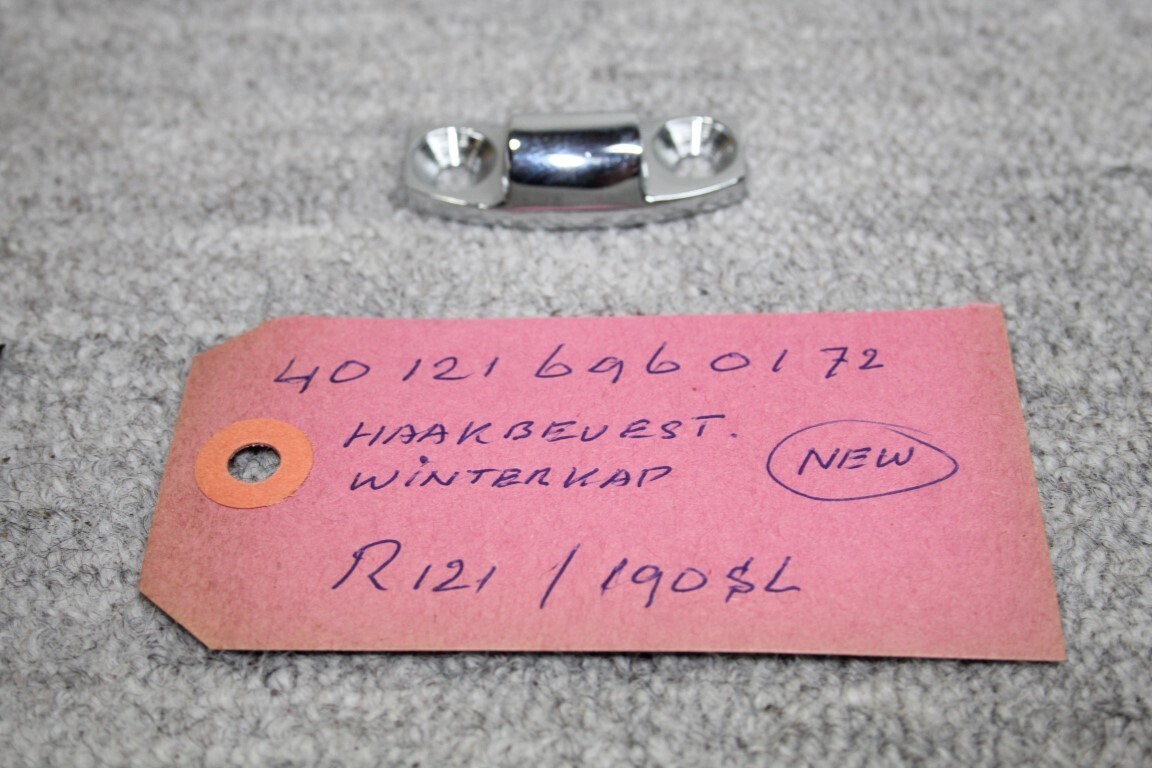 40 121 696 01 72
HAAKBEVEST.
WINTERKAP
NEW
R121 / 190SL